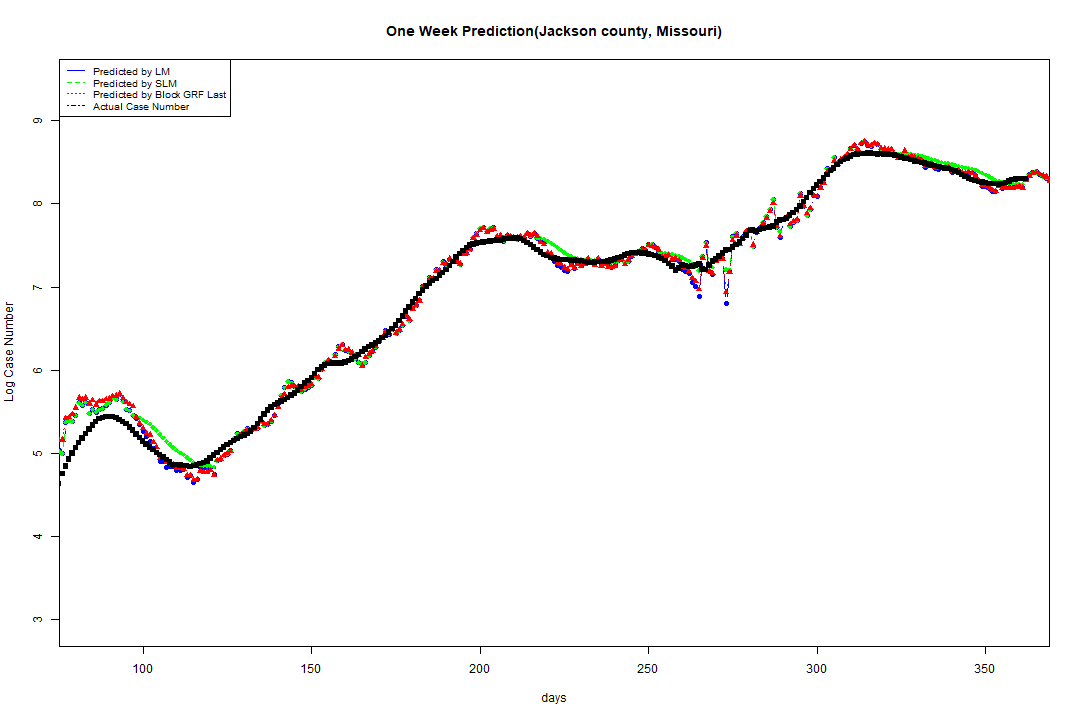 One Week Prediction(Jackson county, Missouri)
Predicted by LM
Predicted by SLM
Predicted by Block GRF Last
Actual Case Number
9
8
7
6
5
4
3
Log Case Number
100 150 200 250 300 350
days